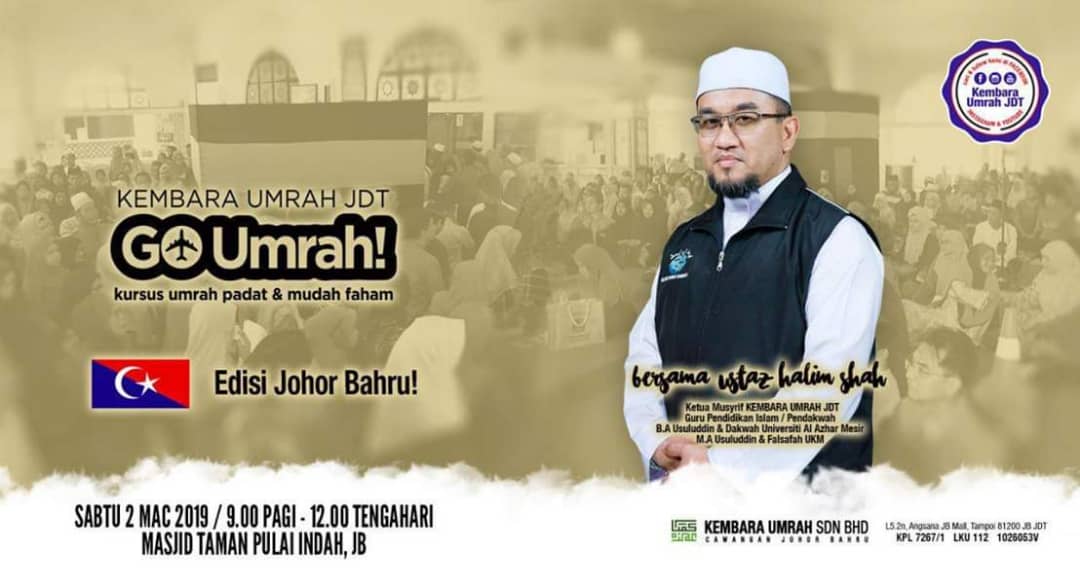 KEMBARA UMRAH JDT
GO Umrah!
kursus umrah padat & mudah faham
Edisi Johor Bahru!
Kembara
Umrah JDT
INSTAGRAM & YOUTUBE
bersama ustaz halim shah
Ketua Musyrif KEMBARA UMRAH JDT
Guru Pendidikan Islam / Pendakwah
B.A Usuluddin & Dakwah Universiti Al Azhar Mesir
M.A Usuluddin & Falsafah UKM
SABTU 2 MAC 2019 / 9.00 PAGI - 12.00 TENGAHARI
MASJID TAMAN PULAI INDAH, JB
KEMBARA UMRAH SDN BHD
CAWANGAN JOHOR BAHRU
L5.2n, Angsana JB Mall, Tampoi 81200 JB JDT
KPL 7267/1 LKU 112 1026053V